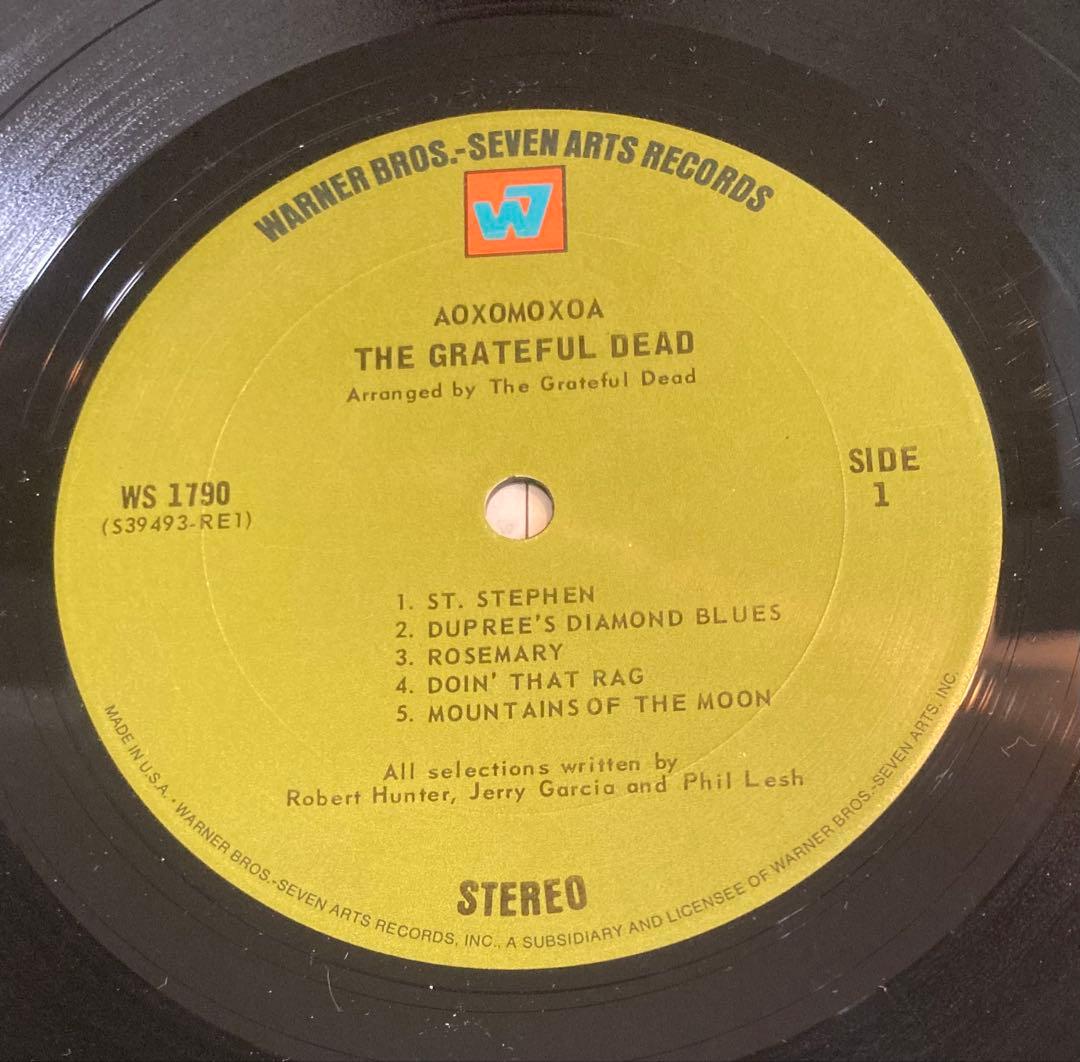 WARNER BROS.-SEVEN ARTS RECORDS
W7
AOXOMOXOA
THE GRATEFUL DEAD
Arranged by The Grateful Dead
SIDE
1
WS 1790
(S39493-RE1)
1. ST. STEPHEN
2. DUPREE'S DIAMOND BLUES
3. ROSEMARY
4. DOIN' THAT RAG
5. MOUNTAINS OF THE MOON
All selections written by
Robert Hunter, Jerry Garcia and Phil Lesh
STEREO
MADE IN U.S.A. • WARNER BROS.-SEVEN ARTS RECORDS, INC., A SUBSIDIARY AND LICENSEE OF WARNER BROS.-SEVEN ARTS, INC.